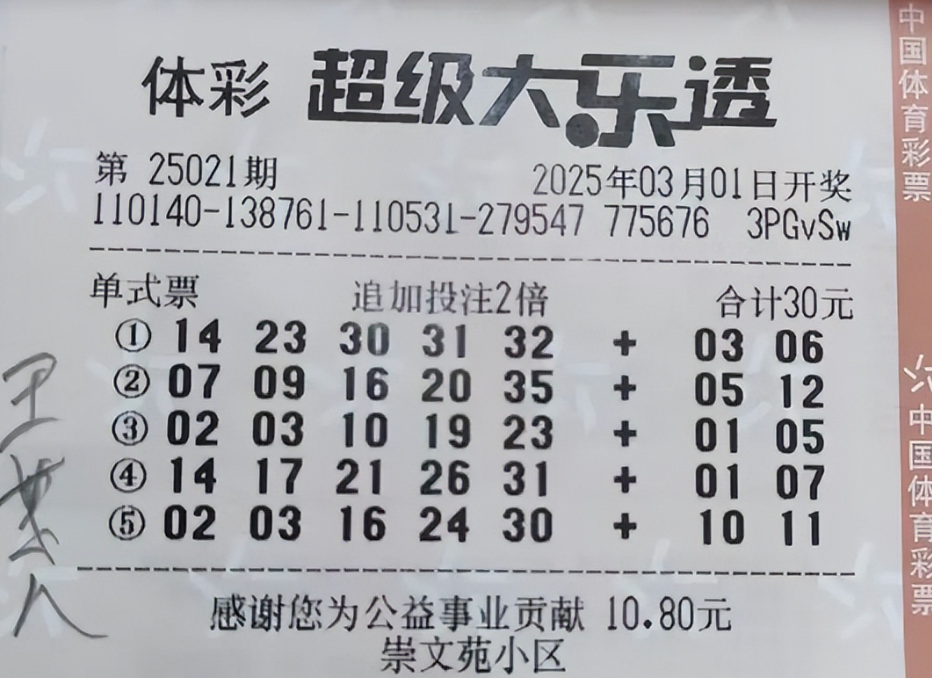 体彩 超级大乐透
第 25021期 2025年03月01日开奖
110140-138761-110531-279547 775676 3PGvSw
单式票 追加投注2倍 合计30元
① 14 23 30 31 32 + 03 06
② 07 09 16 20 35 + 05 12
③ 02 03 10 19 23 + 01 05
④ 14 17 21 26 31 + 01 07
⑤ 02 03 16 24 30 + 10 11
感谢您为公益事业贡献 10.80元
崇文苑小区
中国体育彩票
中国体育彩票